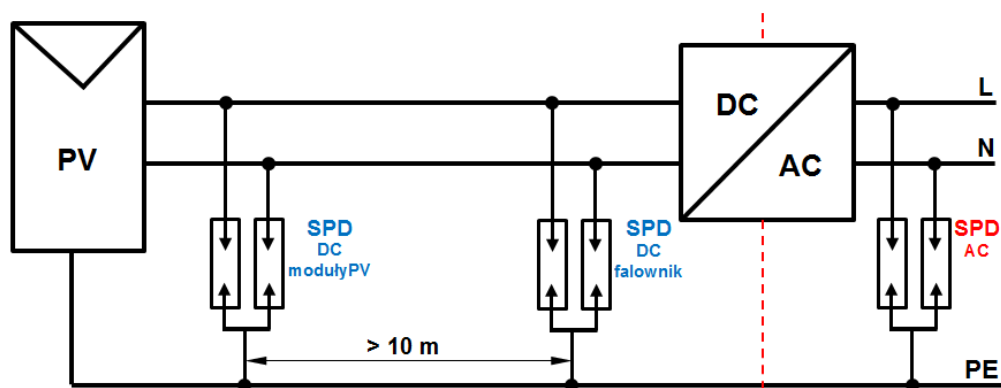 PV
SPD
DC
modułyPV
> 10 m
SPD
DC
falownik
DC
AC
L
N
SPD
AC
PE